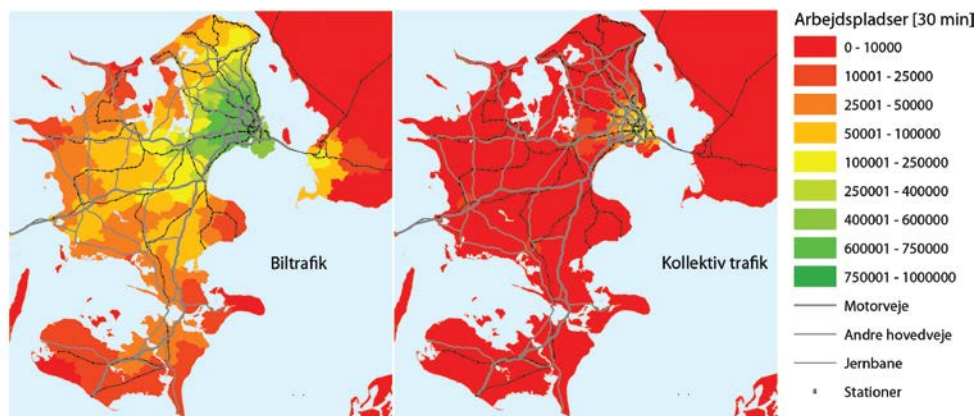 Biltrafik
Kollektiv trafik
Arbejdspladser [30 min]
0 - 10000
10001 - 25000
25001 - 50000
50001 - 100000
100001 - 250000
250001 - 400000
400001 - 600000
600001 - 750000
750001 - 1000000
Motorveje
Andre hovedveje
Jernbane
Stationer